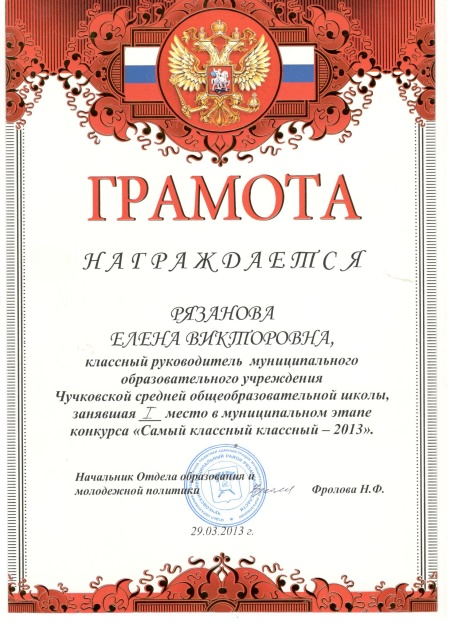 ГРАМОТА
НАГРАЖДАЕТСЯ
РЯЗАНОВА
ЕЛЕНА ВИКТОРОВНА,
классный руководитель муниципального
образовательного учреждения
Чучковской средней общеобразовательной школы,
занявшая I место в муниципальном этапе
конкурса «Самый классный классный – 2013».
Начальник Отдела образования и
молодежной политики Фролова Н.Ф.
29.03.2013 г.